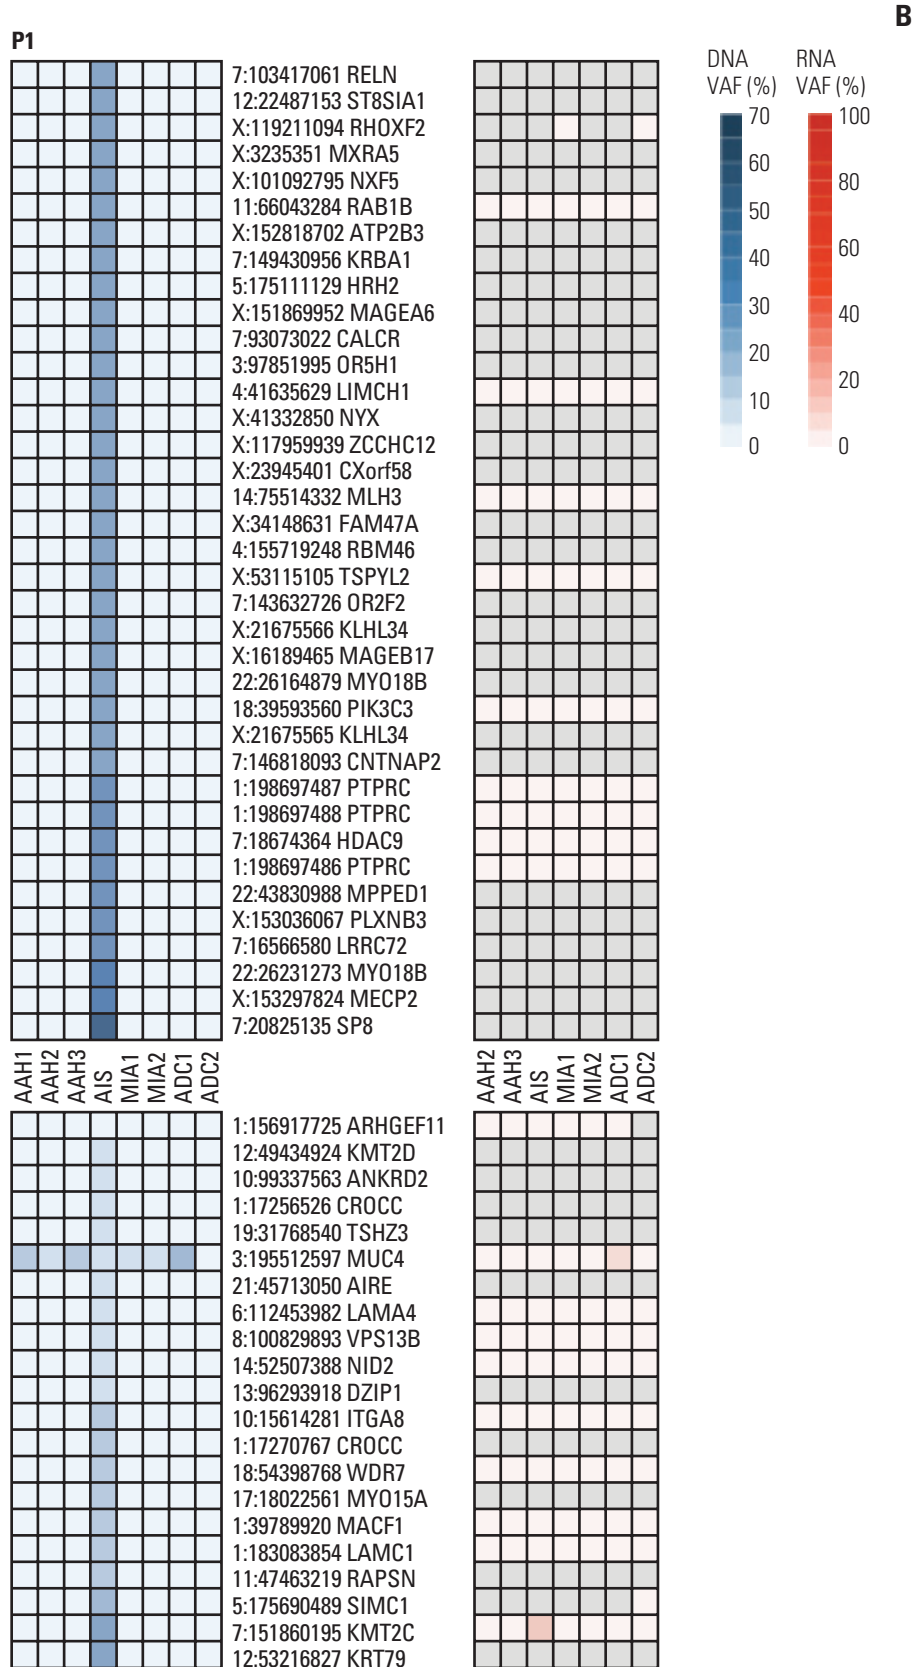 B
P1
DNA RNA
VAF (%) VAF (%)
70 100
60 80
50 60
40 40
30 20
20 0
10
0
7:103417061 RELN
12:22487153 ST8SIA1
X:119211094 RHOXF2
X:3235351 MXRA5
X:101092795 NXF5
11:66043284 RAB1B
X:152818702 ATP2B3
7:149430956 KRBA1
5:175111129 HRH2
X:151869952 MAGEA6
7:93073022 CALCR
3:97851995 OR5H1
4:41635629 LIMCH1
X:41332850 NYX
X:117959939 ZCCHC12
X:23945401 CXorf58
14:75514332 MLH3
X:34148631 FAM47A
4:155719248 RBM46
X:53115105 TSPYL2
7:143632726 OR2F2
X:21675566 KLHL34
X:16189465 MAGEB17
22:26164879 MYO18B
18:39593560 PIK3C3
X:21675565 KLHL34
7:146818093 CNTNAP2
1:198697487 PTPRC
1:198697488 PTPRC
7:18674364 HDAC9
1:198697486 PTPRC
22:43830988 MPPED1
X:153036067 PLXNB3
7:16566580 LRRC72
22:26231273 MYO18B
X:153297824 MECP2
7:20825135 SP8
AAH1 AAH2 AAH3 AIS MIA1 MIA2 ADC1 ADC2
AAH2 AAH3 AIS MIA1 MIA2 ADC1 ADC2
1:156917725 ARHGEF11
12:49434924 KMT2D
10:99337563 ANKRD2
1:17256526 CROCC
19:31768540 TSHZ3
3:195512597 MUC4
21:45713050 AIRE
6:112453982 LAMA4
8:100829893 VPS13B
14:52507388 NID2
13:96293918 DZIP1
10:15614281 ITGA8
1:17270767 CROCC
18:54398768 WDR7
17:18022561 MYO15A
1:39789920 MACF1
1:183083854 LAMC1
11:47463219 RAPSN
5:175690489 SIMC1
7:151860195 KMT2C
12:53216827 KRT79